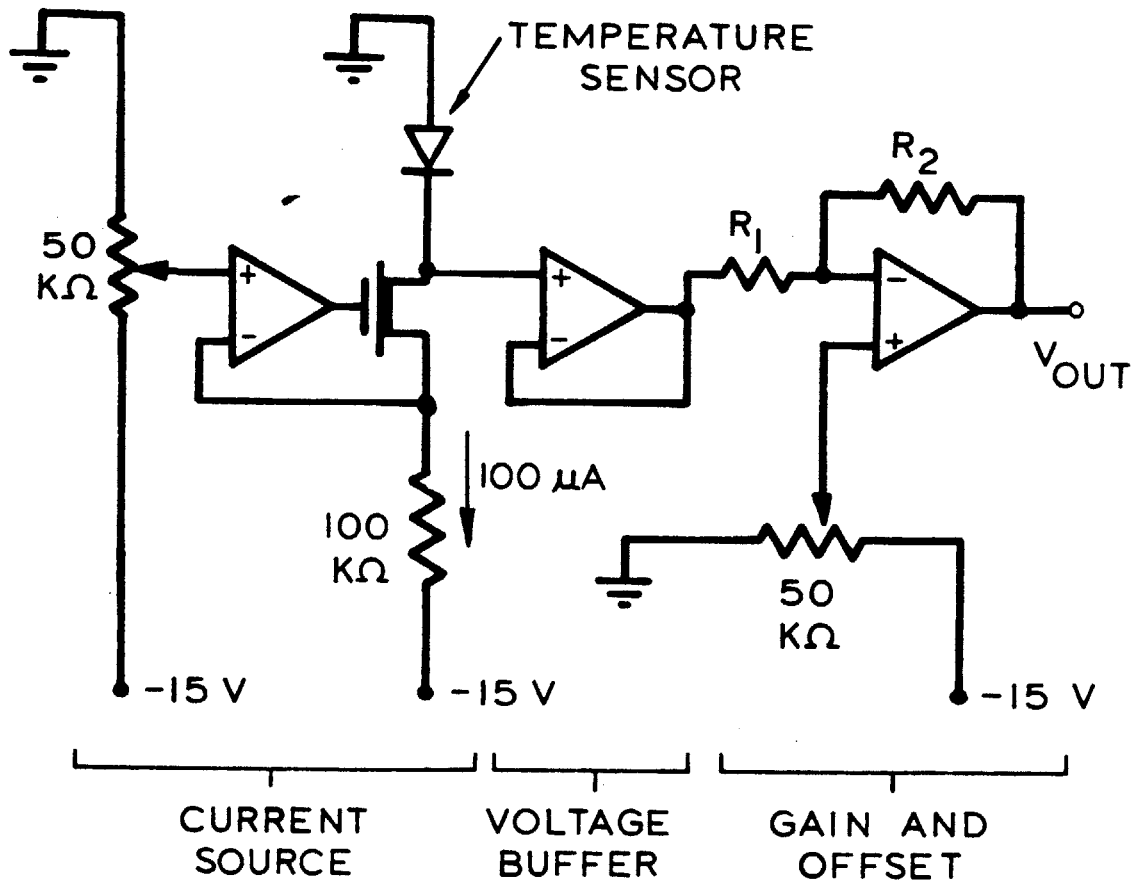 TEMPERATURE
SENSOR
50
KΩ
+
-
+
-
R1
R2
-
+
VOUT
100 μA
100
KΩ
50
KΩ
-15 V
-15 V
-15 V
CURRENT
SOURCE
VOLTAGE
BUFFER
GAIN AND
OFFSET